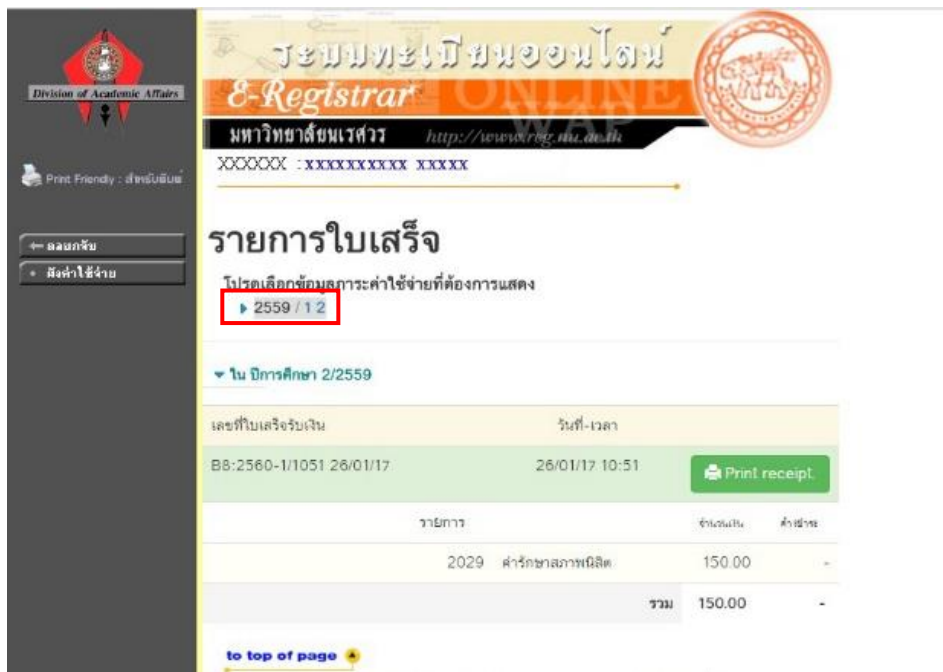 Division of Academic Affairs
Print Friendly : สำหรับพิมพ์
ถอยกลับ
ผังค่าใช้จ่าย
ระบบทะเบียนออนไลน์
E-Registrar
ONLINE
WAP
มหาวิทยาลัยนเรศวร http://www.reg.nu.ac.th
XXXXXX : XXXXXXXXXX XXXXX
รายการใบเสร็จ
โปรดเลือกข้อมูลภาระค่าใช้จ่ายที่ต้องการแสดง
2559 / 1 2
ใน ปีการศึกษา 2/2559
เลขที่ใบเสร็จรับเงิน วันที่-เวลา
BB:2560-1/1051 26/01/17 26/01/17 10:51 Print receipt.
รายการ จำนวนเงิน ค้างชำระ
2029 ค่ารักษาสภาพนิสิต 150.00 -
รวม 150.00 -
to top of page